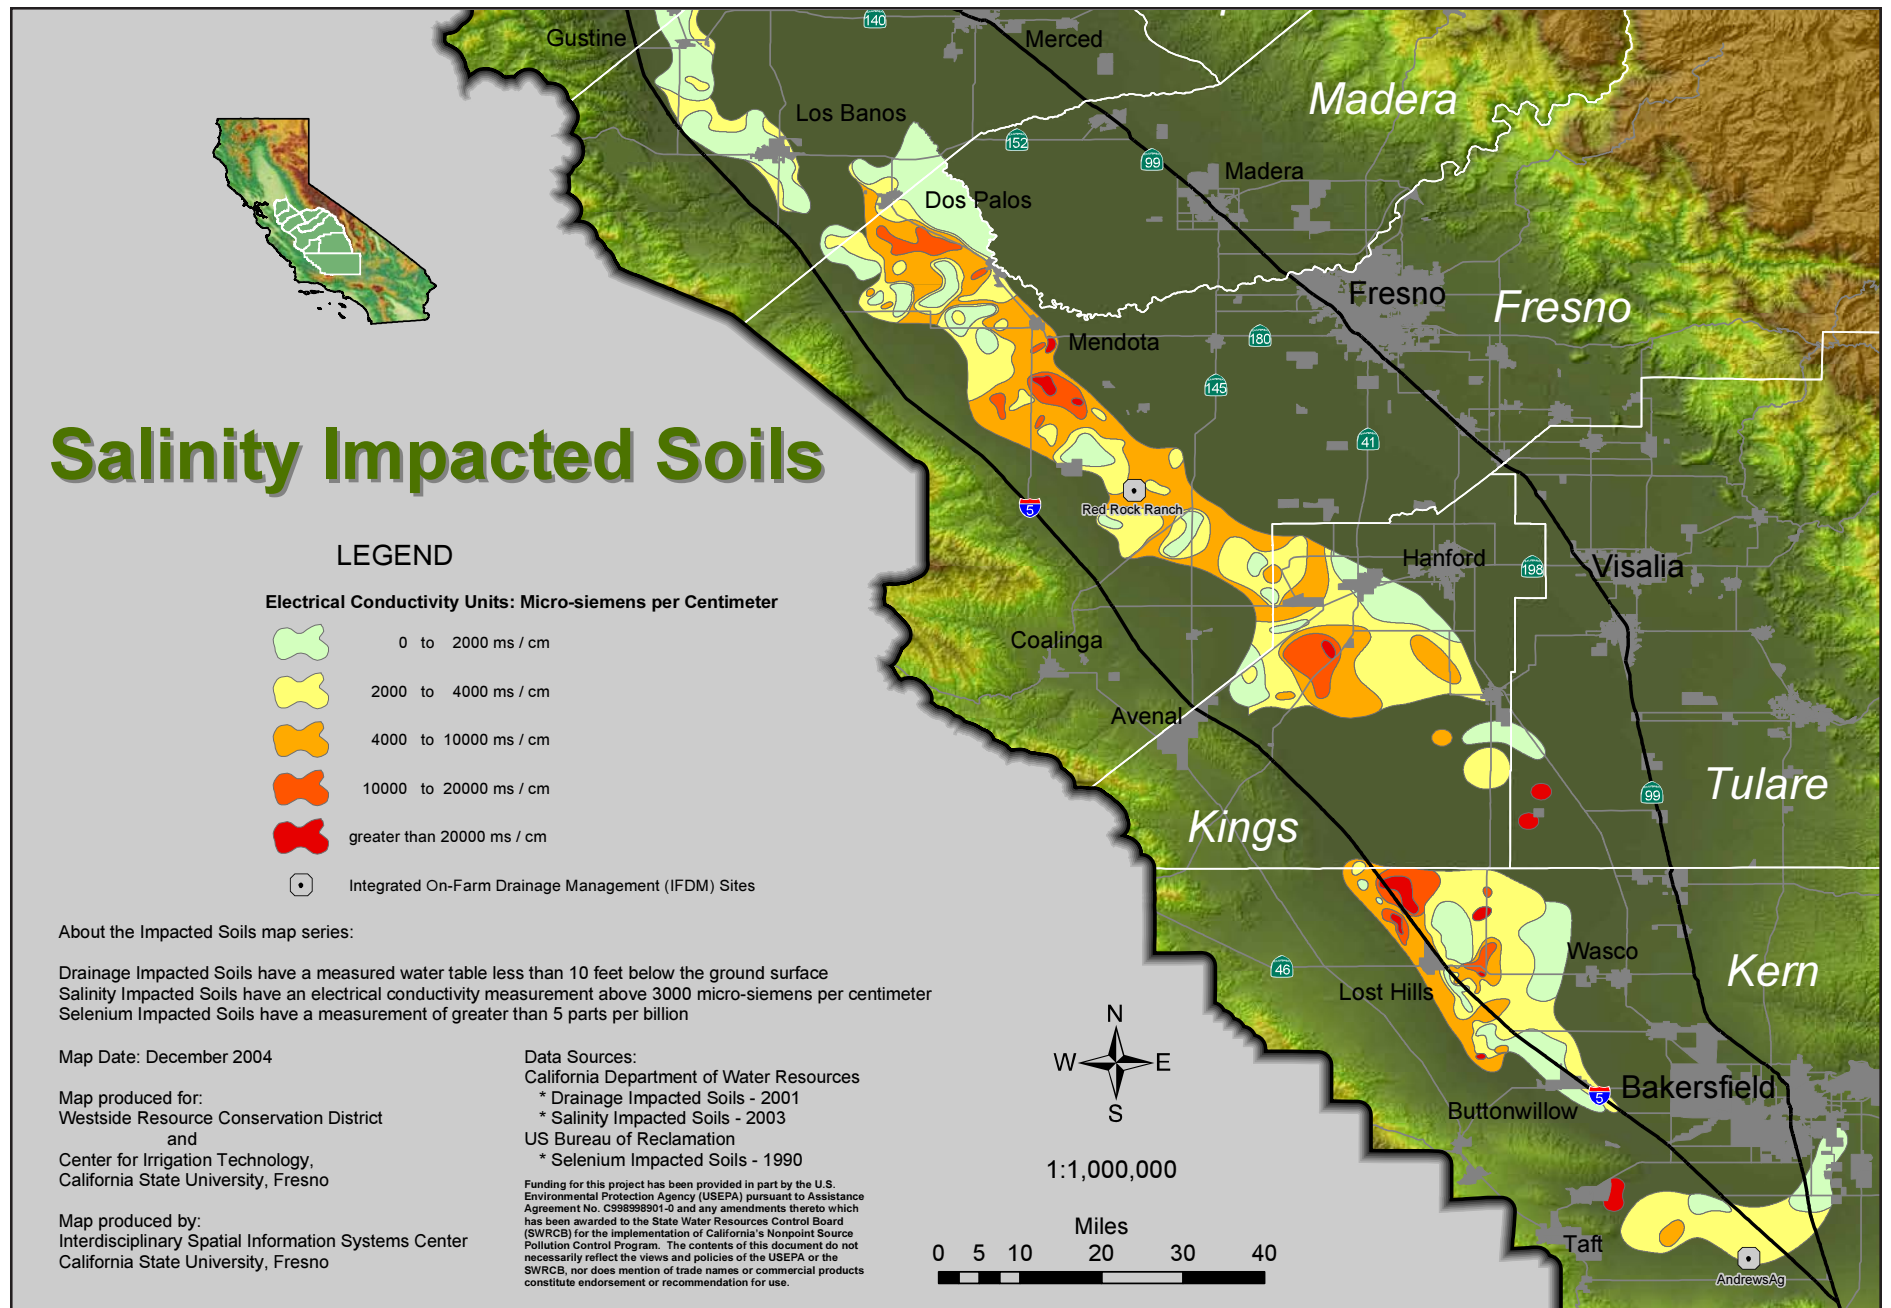 Gustine
140
Merced
Madera
Los Banos
152
99
Madera
Dos Palos
Fresno
Fresno
180
Mendota
145
41
Salinity Impacted Soils
5
Red Rock Ranch
Hanford
198
Visalia
Coalinga
Avenal
Tulare
99
Kings
Wasco
46
Kern
Lost Hills
Bakersfield
5
Buttonwillow
Taft
AndrewsAg
LEGEND
Electrical Conductivity Units: Micro-siemens per Centimeter
0 to 2000 ms / cm
2000 to 4000 ms / cm
4000 to 10000 ms / cm
10000 to 20000 ms / cm
greater than 20000 ms / cm
Integrated On-Farm Drainage Management (IFDM) Sites
About the Impacted Soils map series:
Drainage Impacted Soils have a measured water table less than 10 feet below the ground surface
Salinity Impacted Soils have an electrical conductivity measurement above 3000 micro-siemens per centimeter
Selenium Impacted Soils have a measurement of greater than 5 parts per billion
Map Date: December 2004
Map produced for:
Westside Resource Conservation District
and
Center for Irrigation Technology,
California State University, Fresno
Map produced by:
Interdisciplinary Spatial Information Systems Center
California State University, Fresno
Data Sources:
California Department of Water Resources
* Drainage Impacted Soils - 2001
* Salinity Impacted Soils - 2003
US Bureau of Reclamation
* Selenium Impacted Soils - 1990
Funding for this project has been provided in part by the U.S.
Environmental Protection Agency (USEPA) pursuant to Assistance
Agreement No. C998998901-0 and any amendments thereto which
has been awarded to the State Water Resources Control Board
(SWRCB) for the implementation of California's Nonpoint Source
Pollution Control Program. The contents of this document do not
necessarily reflect the views and policies of the USEPA or the
SWRCB, nor does mention of trade names or commercial products
constitute endorsement or recommendation for use.
N
W E
S
1:1,000,000
Miles
0 5 10 20 30 40